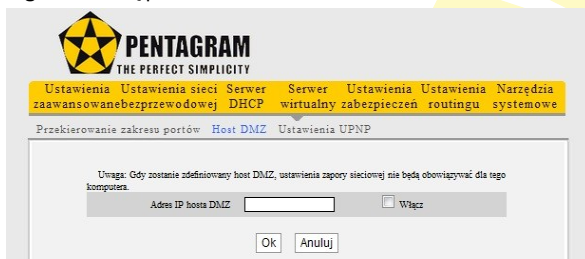 PENTAGRAM
THE PERFECT SIMPLICITY
Ustawienia zaawansowane
Ustawienia sieci bezprzewodowej
Serwer DHCP
Serwer wirtualny
Ustawienia zabezpieczeń
Ustawienia routingu
Narzędzia systemowe
Przekierowanie zakresu portów Host DMZ Ustawienia UPNP
Uwaga: Gdy zostanie zdefiniowany host DMZ, ustawienia zapory sieciowej nie będą obowiązywać dla tego
komputera.
Adres IP hosta DMZ Włącz
Ok Anuluj